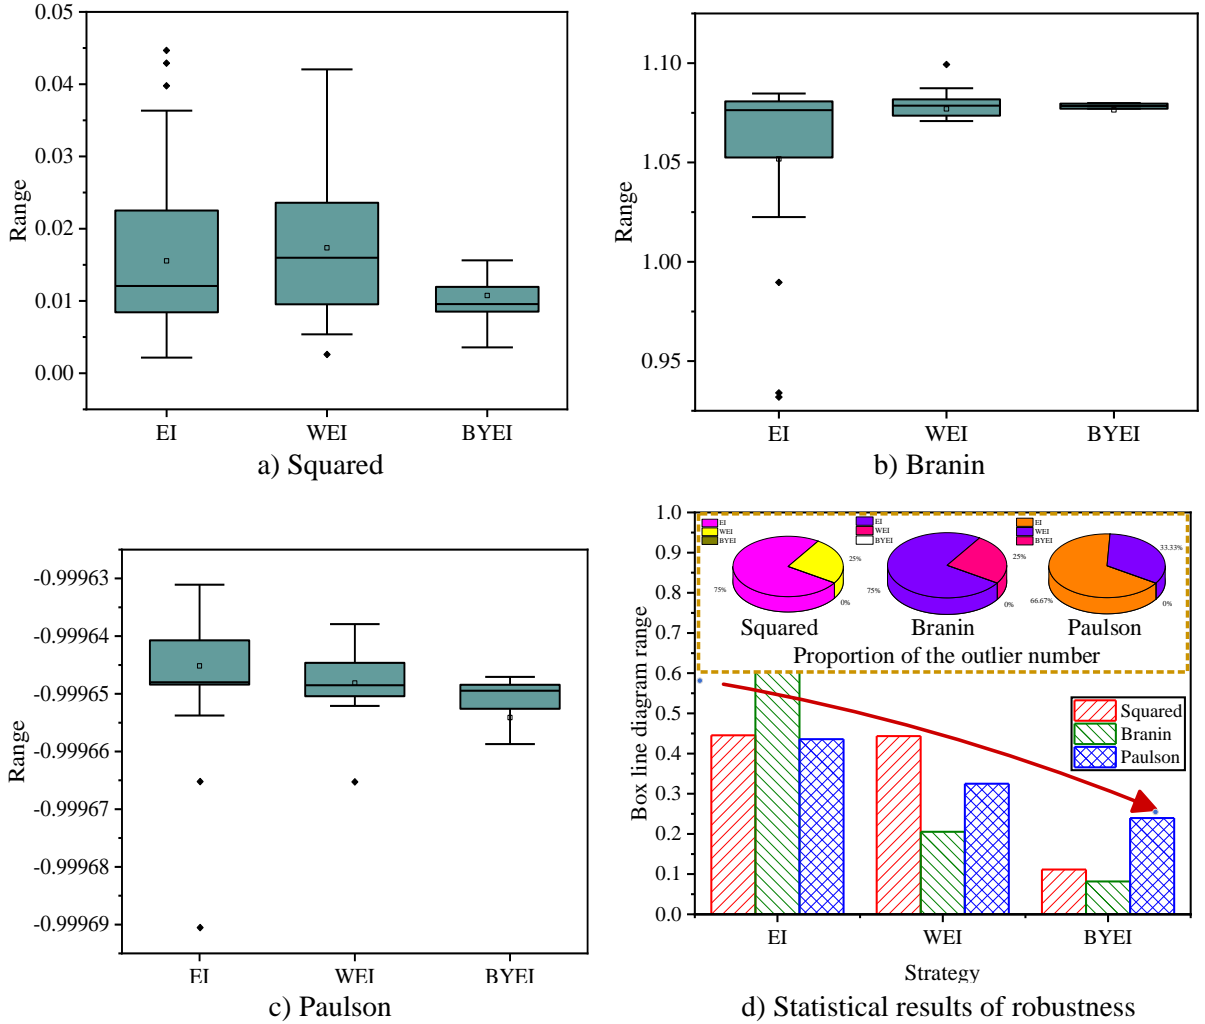 0.05
0.04
0.03
0.02
0.01
0.00
Range
EI WEI BYEI
a) Squared
1.10
1.05
1.00
0.95
Range
EI WEI BYEI
b) Branin
-0.99963
-0.99964
-0.99965
-0.99966
-0.99967
-0.99968
-0.99969
Range
EI WEI BYEI
c) Paulson
1.0
0.9
0.8
0.7
0.6
0.5
0.4
0.3
0.2
0.1
0.0
Box line diagram range
EI
WEI
BYEI
25%
75%
0%
Squared
EI
WEI
BYEI
25%
75%
0%
Branin
EI
WEI
BYEI
33.33%
66.67%
0%
Paulson
Proportion of the outlier number
Squared
Branin
Paulson
EI WEI BYEI
Strategy
d) Statistical results of robustness